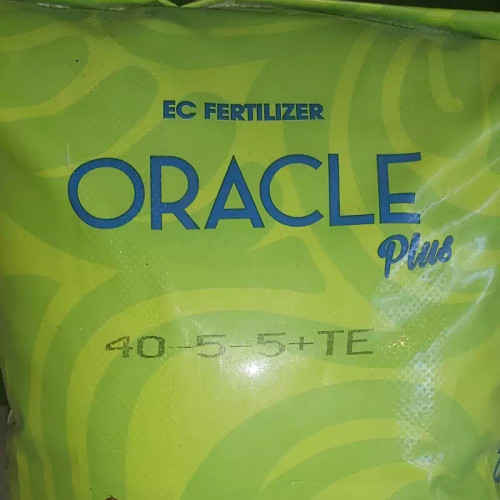 EC FERTILIZER
ORACLE
Plus
40-5-5+TE